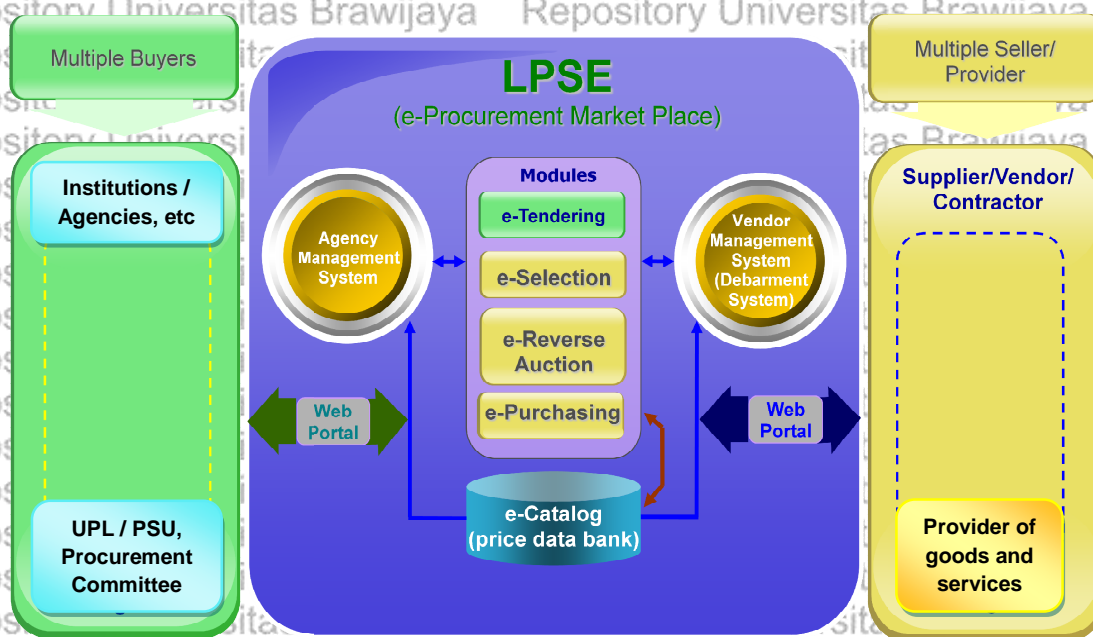 Repository Universitas Brawijaya
Multiple Buyers
Institutions /
Agencies, etc
UPL / PSU,
Procurement
Committee
LPSE
(e-Procurement Market Place)
Agency
Management
System
Modules
e-Tendering
e-Selection
e-Reverse
Auction
e-Purchasing
Vendor
Management
System
(Debarment
System)
Web
Portal
Web
Portal
e-Catalog
(price data bank)
Multiple Seller/
Provider
Supplier/Vendor/
Contractor
Provider of
goods and
services